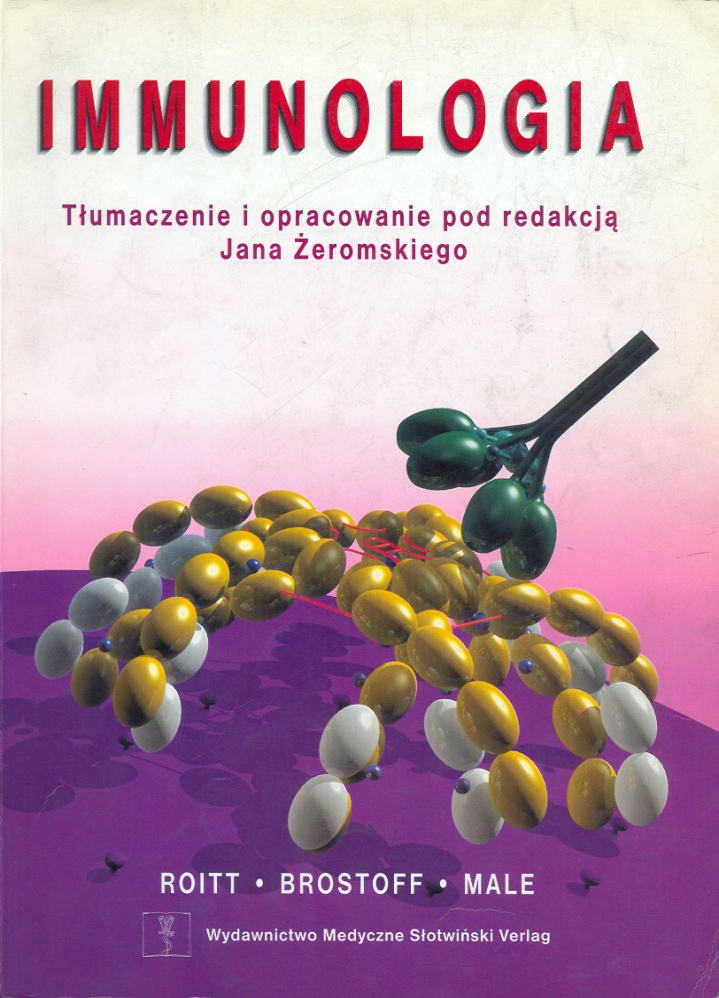 IMMUNOLOGIA
Tłumaczenie i opracowanie pod redakcją
Jana Żeromskiego
ROITT • BROSTOFF • MALE
Wydawnictwo Medyczne Słotwiński Verlag